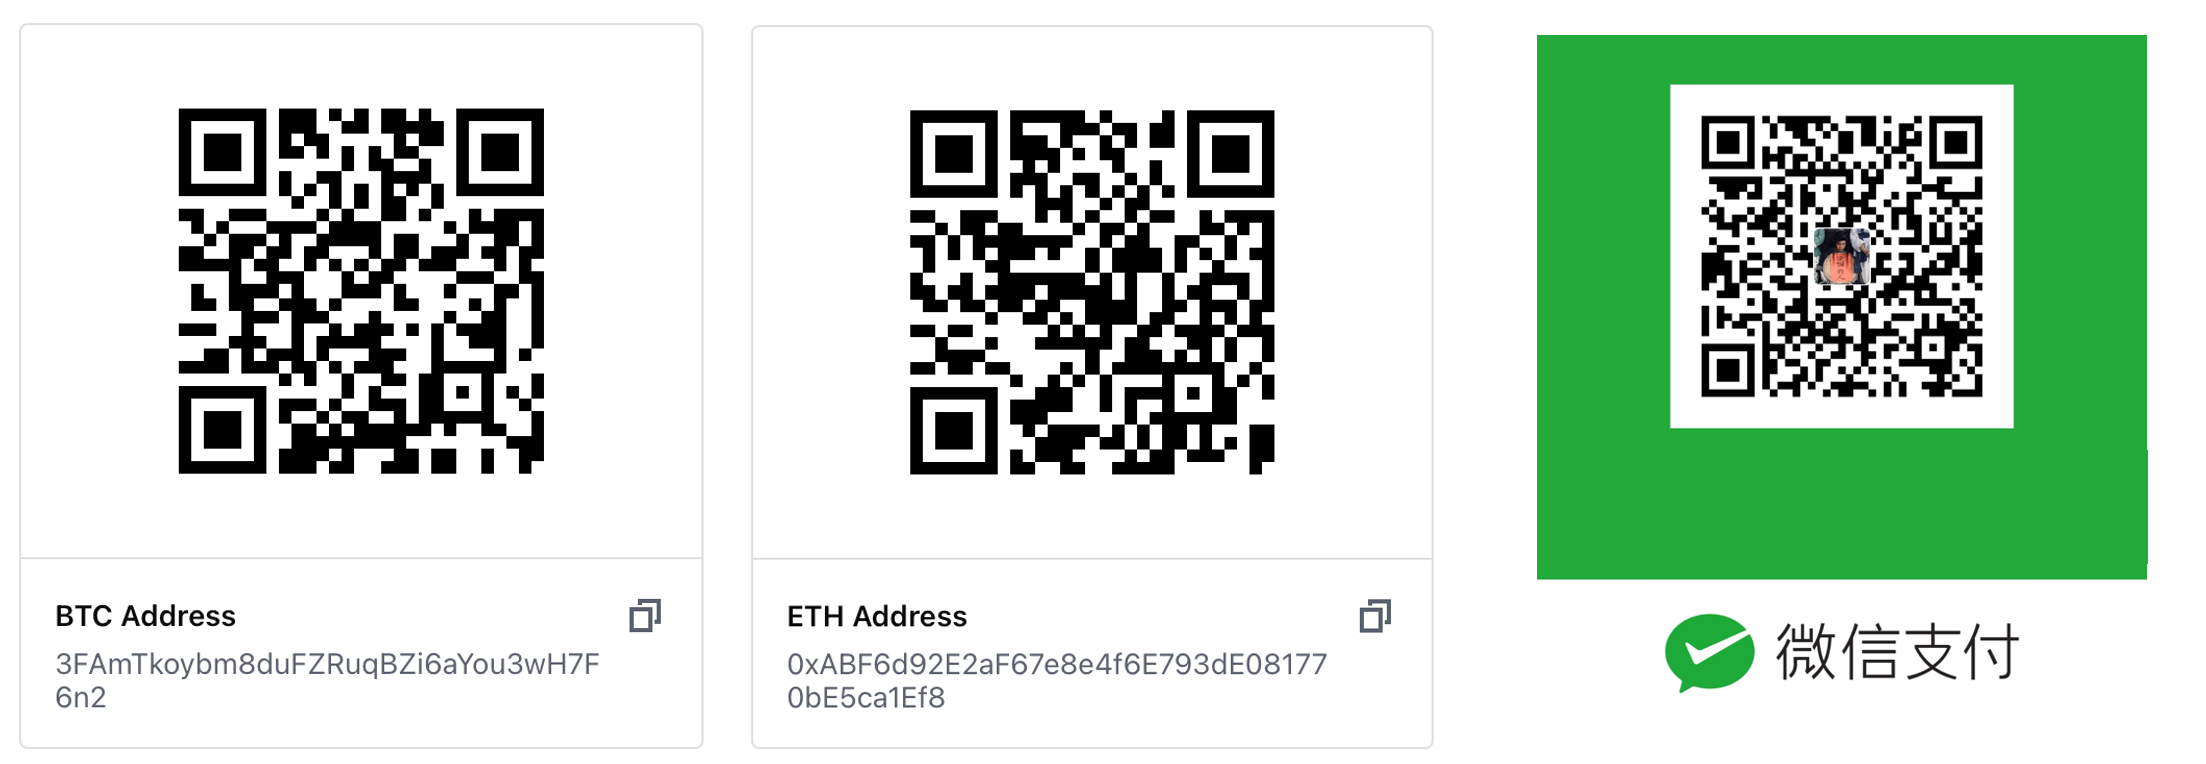 BTC Address
3FAmTkoybm8duFZRuqBZi6aYou3wH7F
6n2
ETH Address
0xABF6d92E2aF67e8e4f6E793dE08177
0bE5ca1Ef8
微信支付